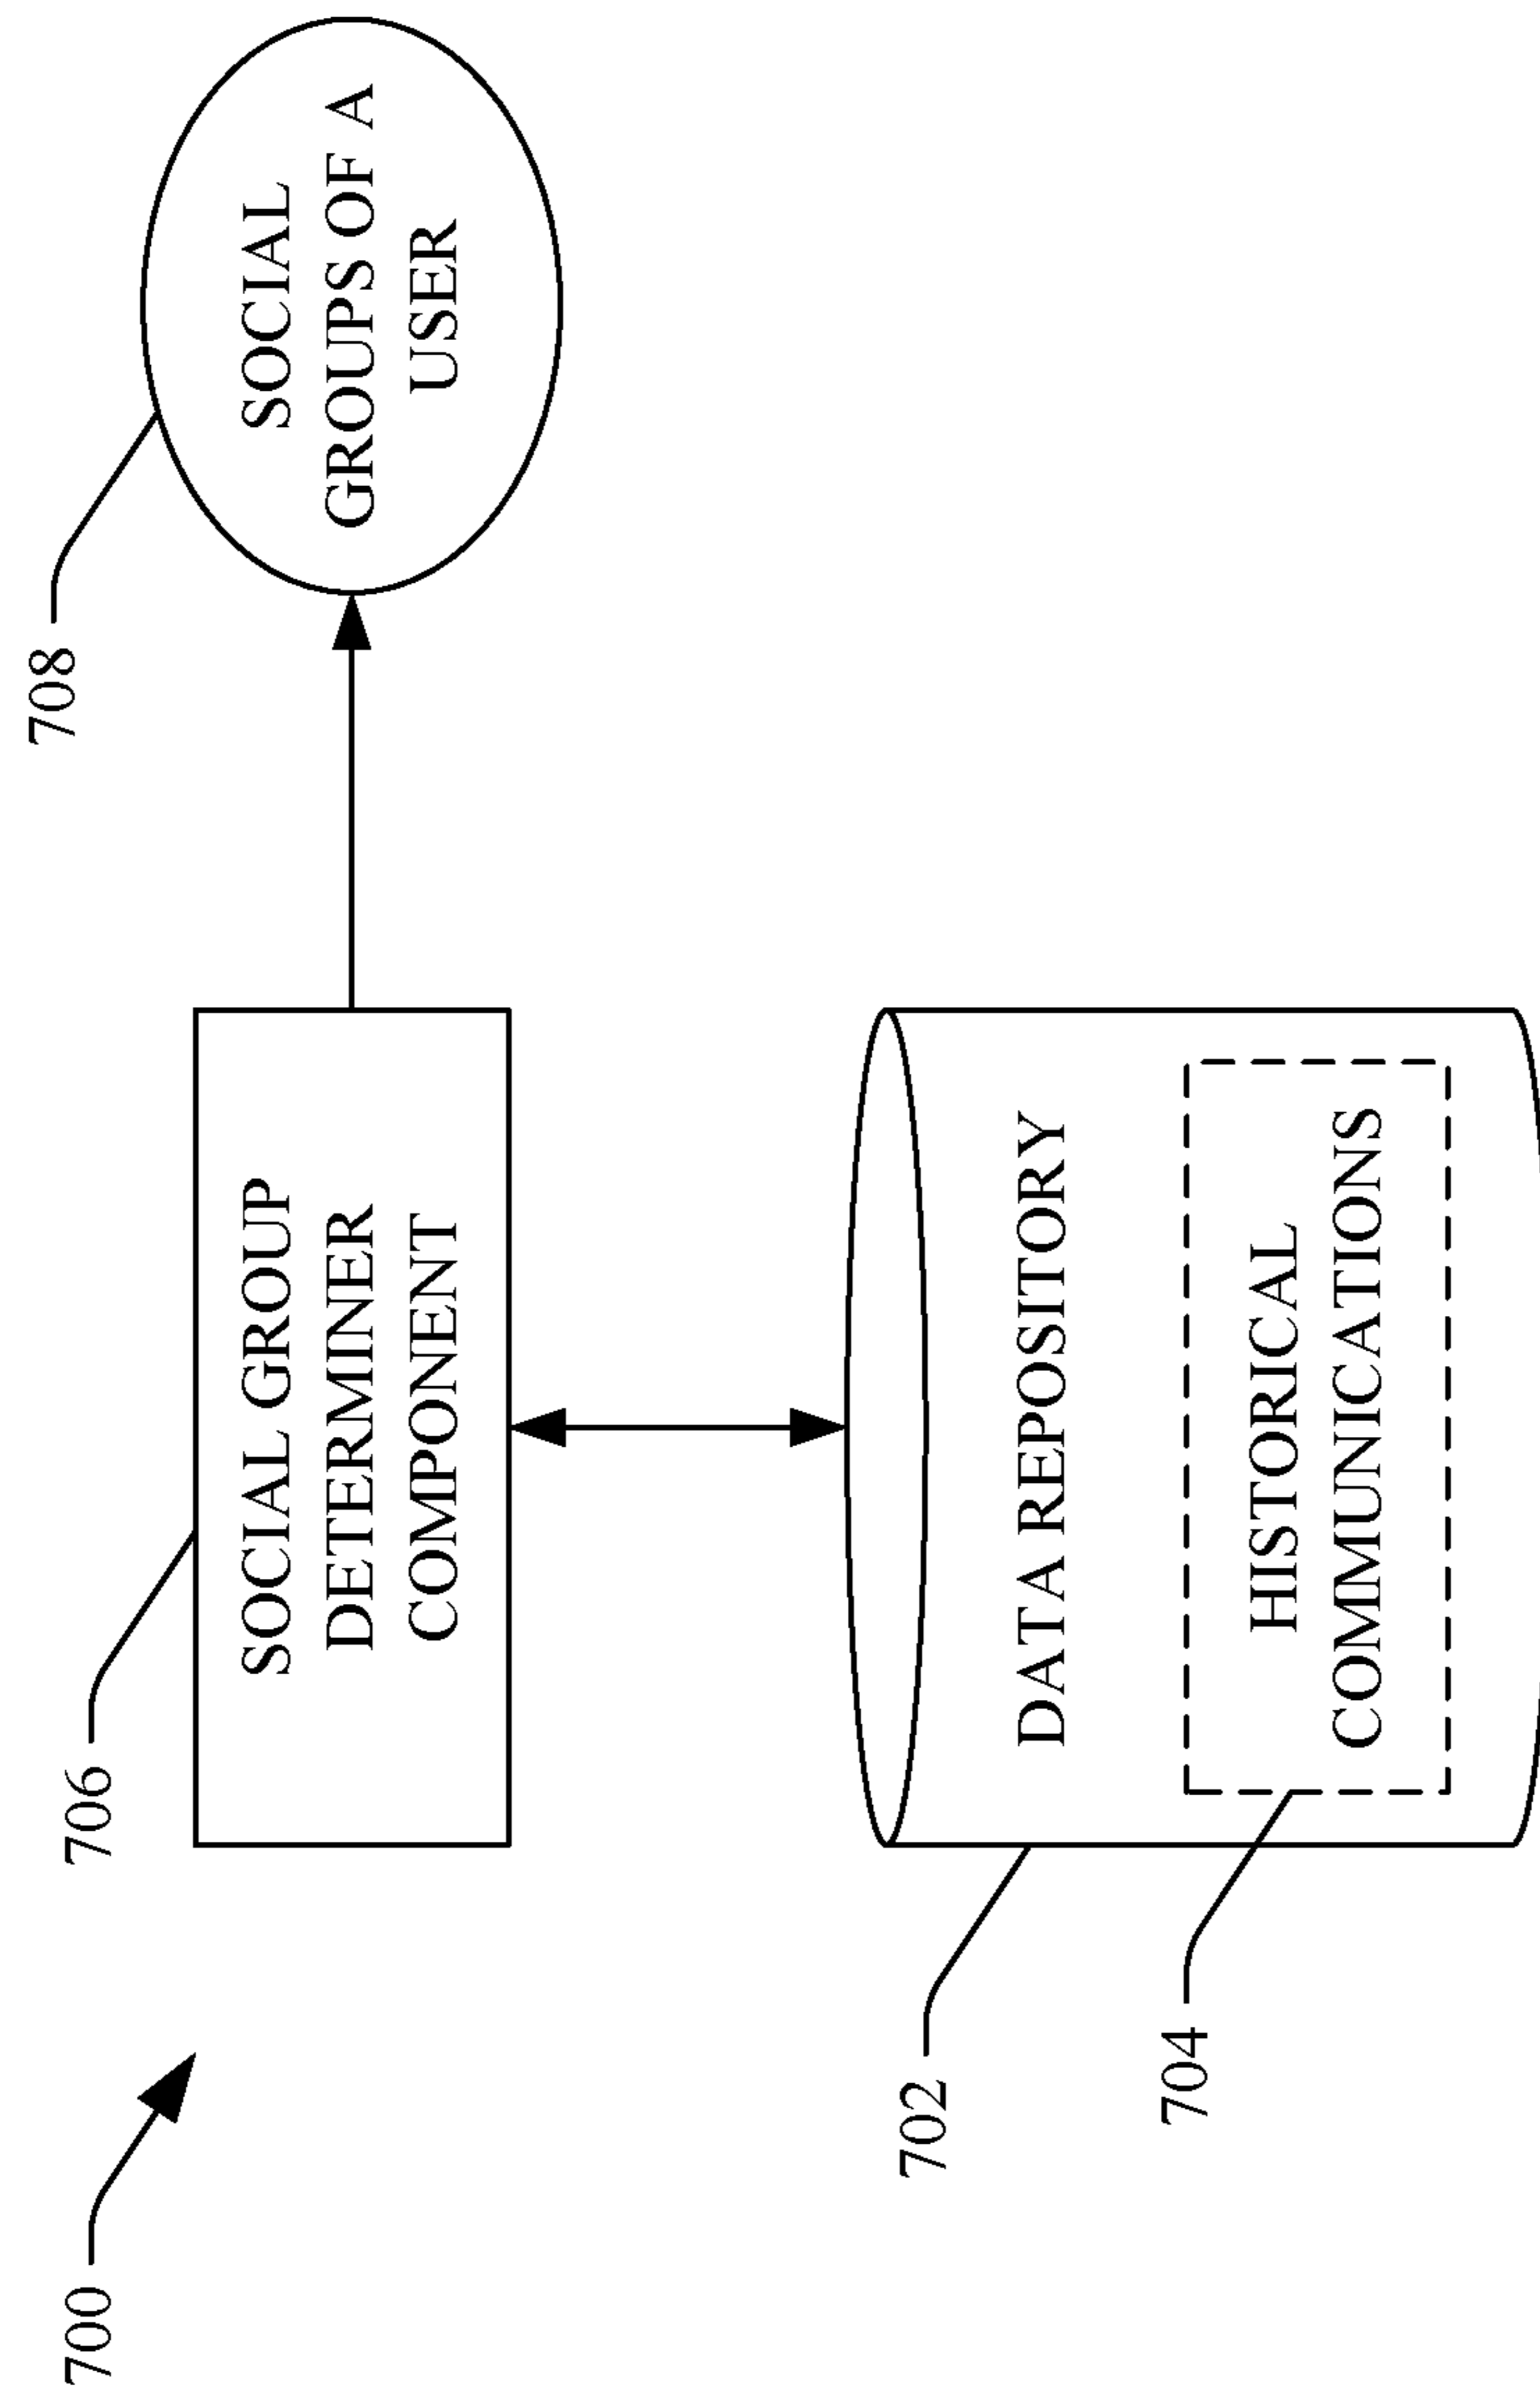 700
706
SOCIAL GROUP
DETERMINER
COMPONENT
708
SOCIAL
GROUPS OF A
USER
702
DATA REPOSITORY
704
HISTORICAL
COMMUNICATIONS